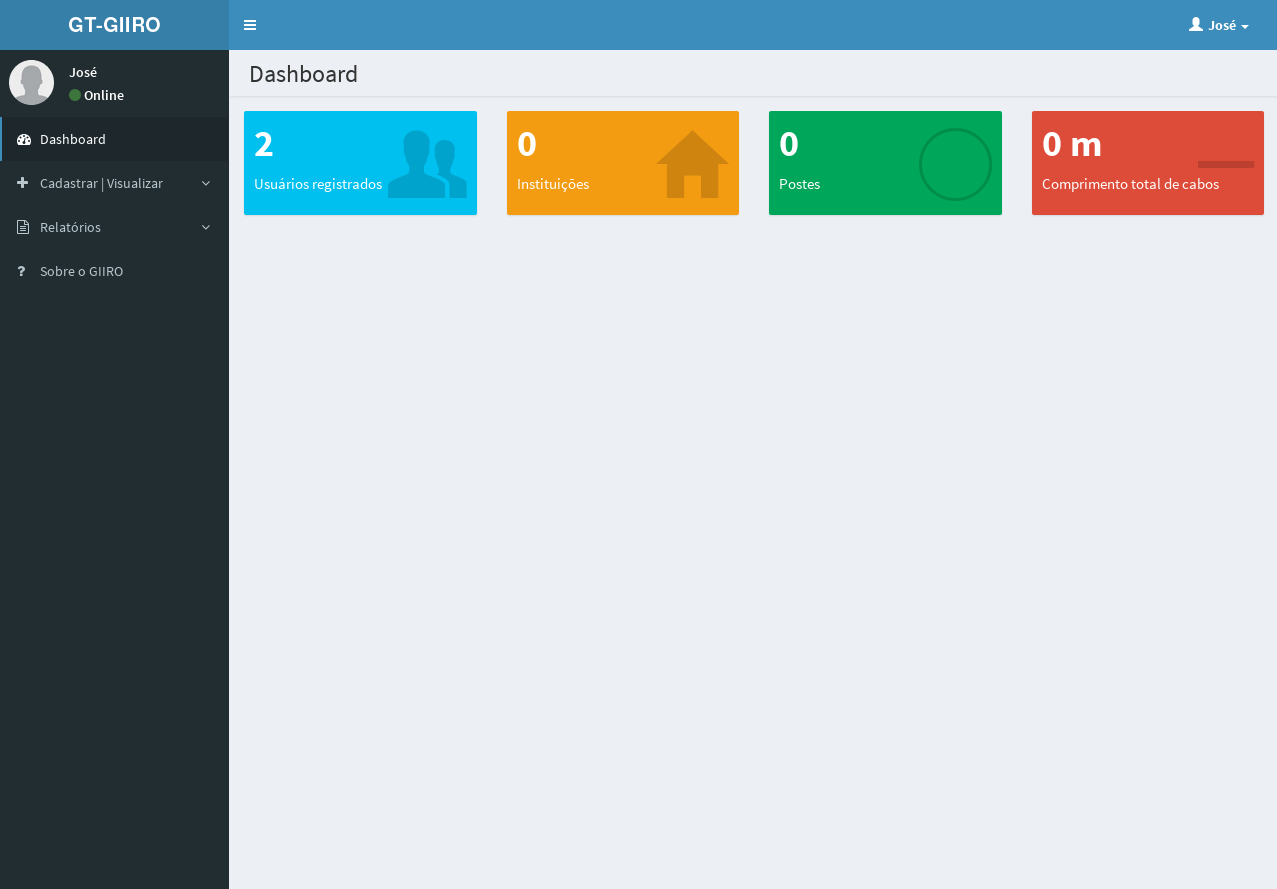 GT-GIIRO
José
José
Online
Dashboard
Cadastrar | Visualizar
Relatórios
Sobre o GIIRO
Dashboard
2
Usuários registrados
0
Instituições
0
Postes
0 m
Comprimento total de cabos